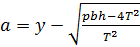 a = y − √((pbh−4T²)/T²)